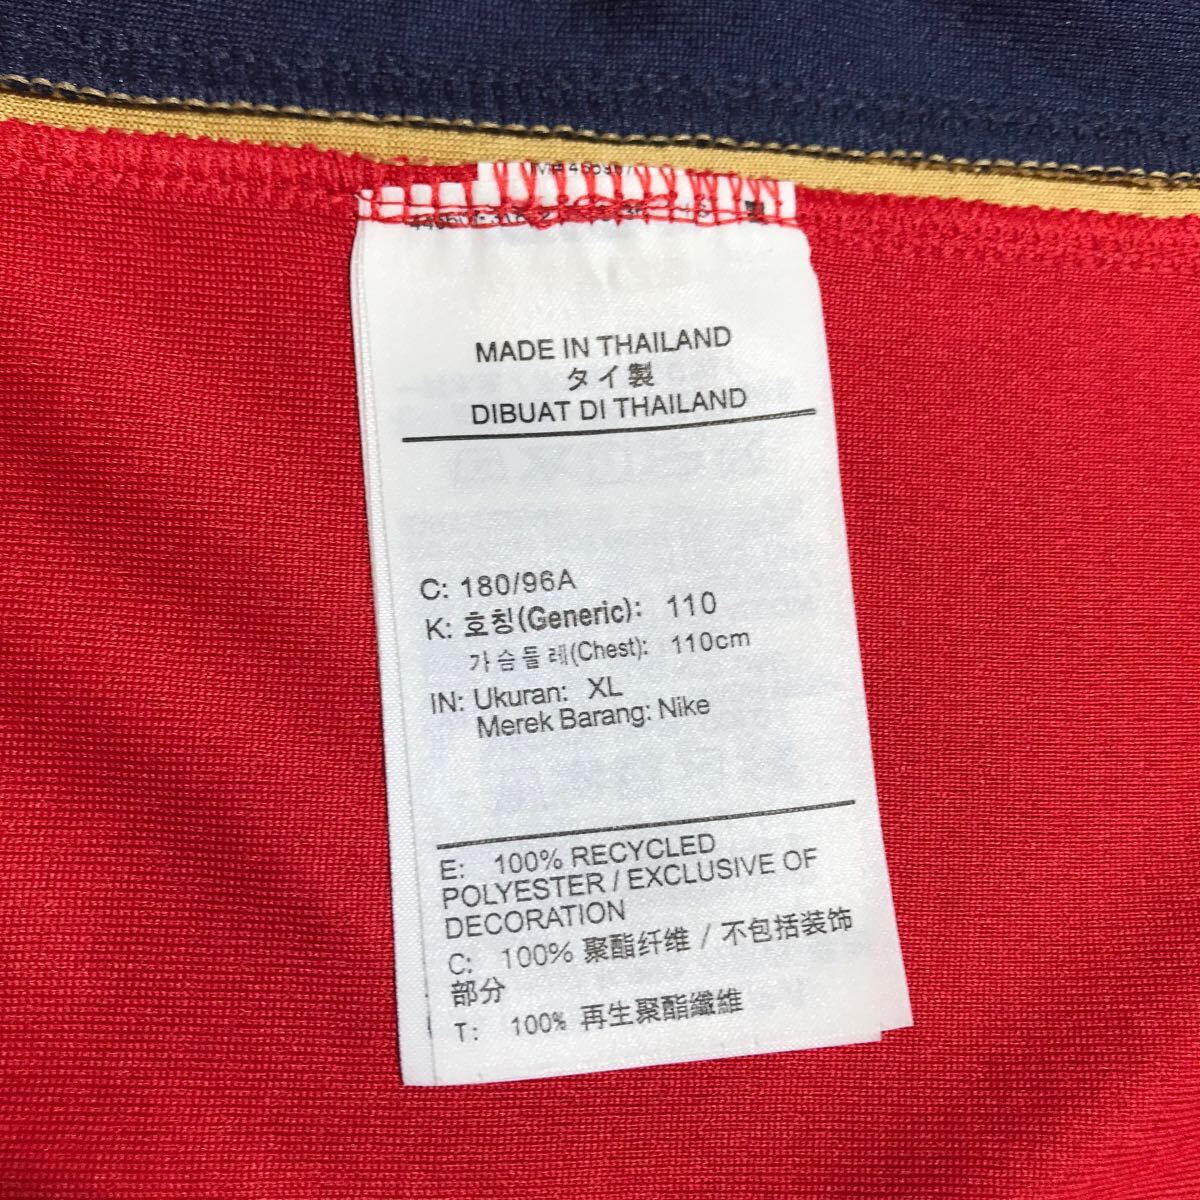 MADE IN THAILAND
タイ製
DIBUAT DI THAILAND
C: 180/96A
K: 호칭(Generic): 110
가슴둘레(Chest): 110cm
IN: Ukuran: XL
Merek Barang: Nike
E: 100% RECYCLED
POLYESTER / EXCLUSIVE OF
DECORATION
C: 100% 聚酯纤维 / 不包括装饰
部分
T: 100% 再生聚酯纖維